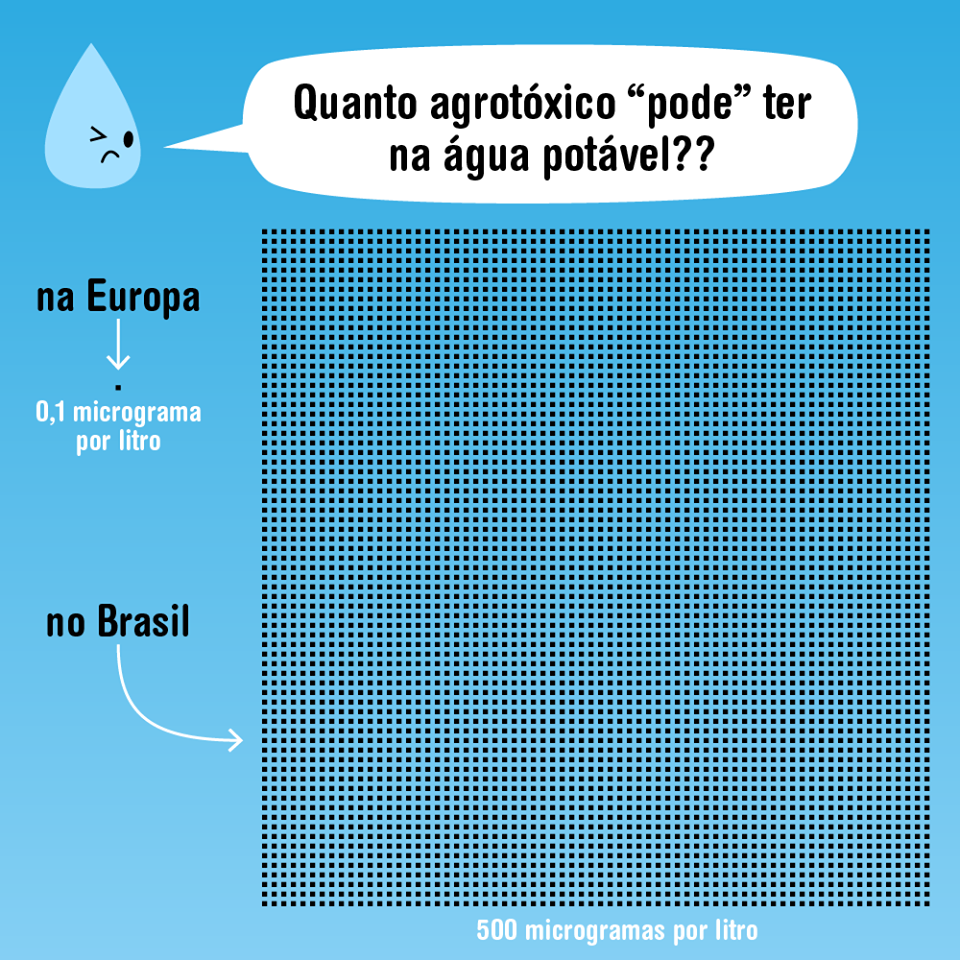 Quanto agrotóxico “pode” ter
na água potável??
na Europa
0,1 micrograma
por litro
no Brasil
500 microgramas por litro